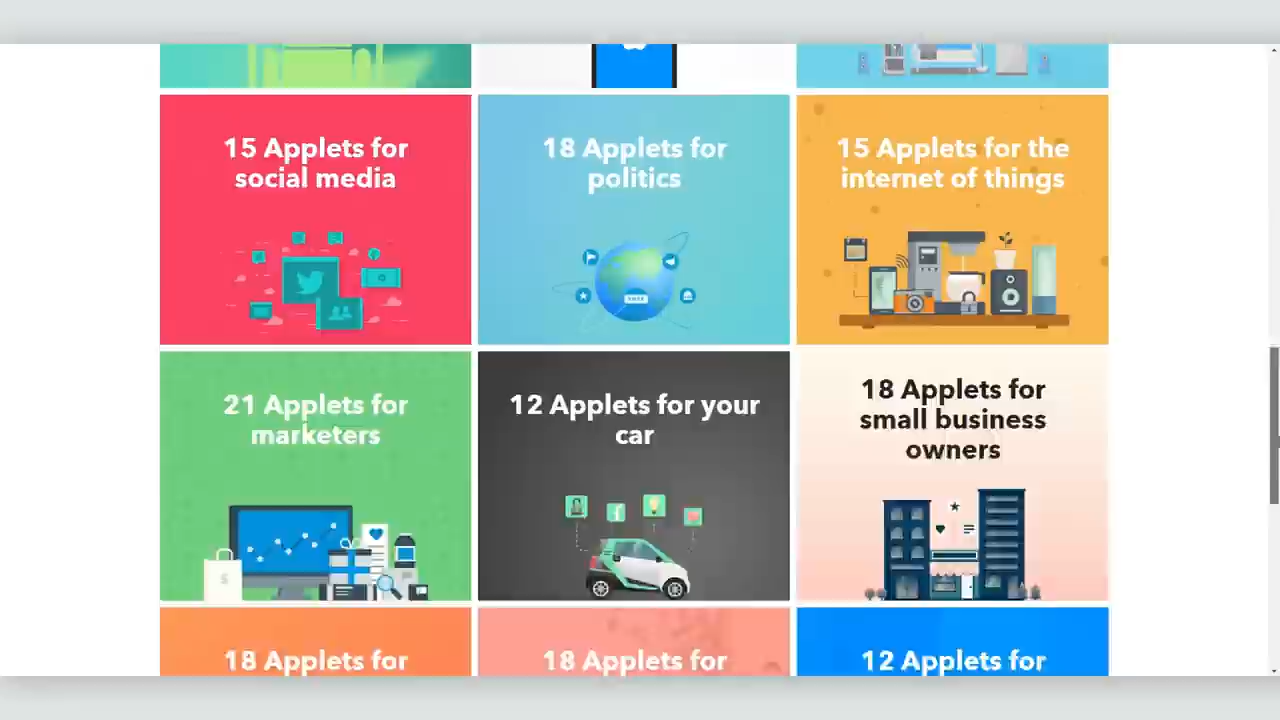 15 Applets for
social media
18 Applets for
politics
15 Applets for the
internet of things
21 Applets for
marketers
12 Applets for your
car
18 Applets for
small business
owners
18 Applets for
18 Applets for
12 Applets for